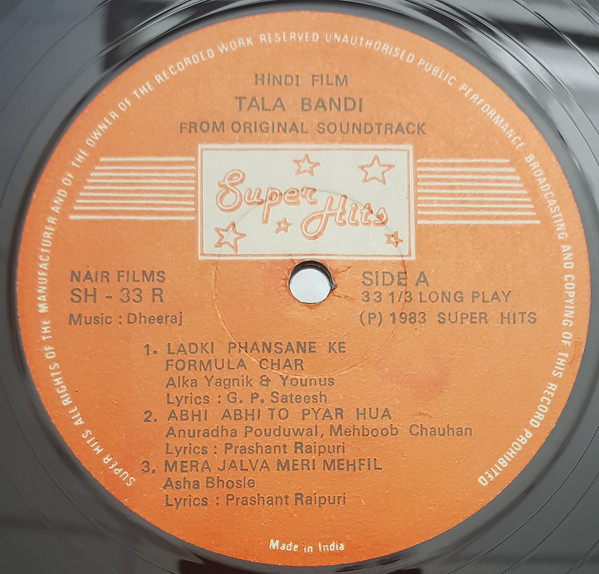 SUPER HITS ALL RIGHTS OF THE MANUFACTURER AND OF THE OWNER OF THE RECORDED WORK RESERVED UNAUTHORISED PUBLIC PERFORMANCE BROADCASTING AND COPYING OF THIS RECORD PROHIBITED
HINDI FILM
TALA BANDI
FROM ORIGINAL SOUNDTRACK
Super Hits
NAIR FILMS
SH - 33 R
Music : Dheeraj
SIDE A
33 1/3 LONG PLAY
(P) 1983 SUPER HITS
1. LADKI PHANSANE KE
FORMULA CHAR
Alka Yagnik & Younus
Lyrics : G. P. Sateesh
2. ABHI ABHI TO PYAR HUA
Anuradha Pouduwal, Mehboob Chauhan
Lyrics : Prashant Raipuri
3. MERA JALVA MERI MEHFIL
Asha Bhosle
Lyrics : Prashant Raipuri
Made in India